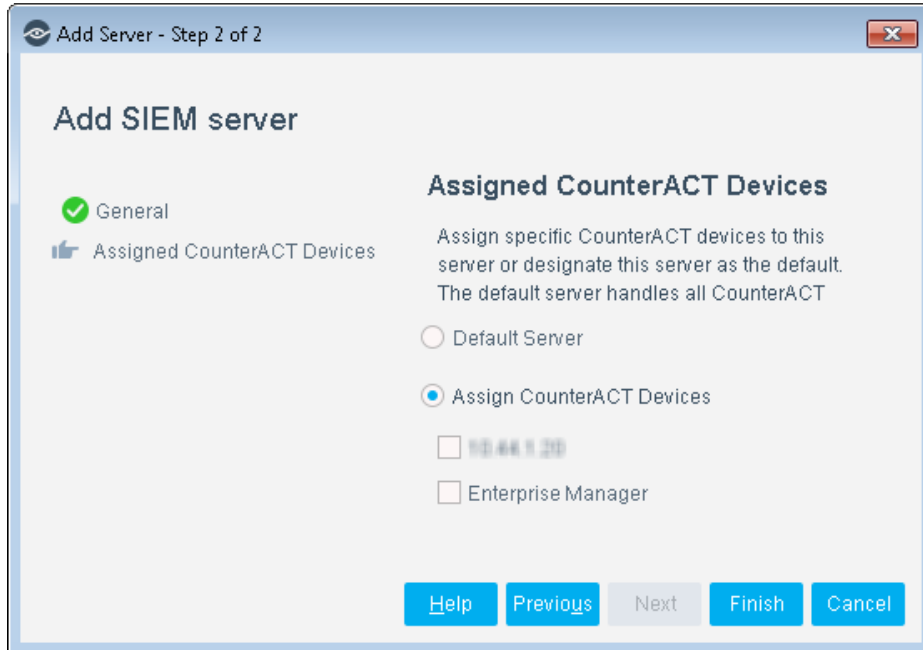 Add Server - Step 2 of 2
Add SIEM server
General
Assigned CounterACT Devices
Assigned CounterACT Devices
Assign specific CounterACT devices to this
server or designate this server as the default.
The default server handles all CounterACT
Default Server
Assign CounterACT Devices
Enterprise Manager
Help Previous Next Finish Cancel